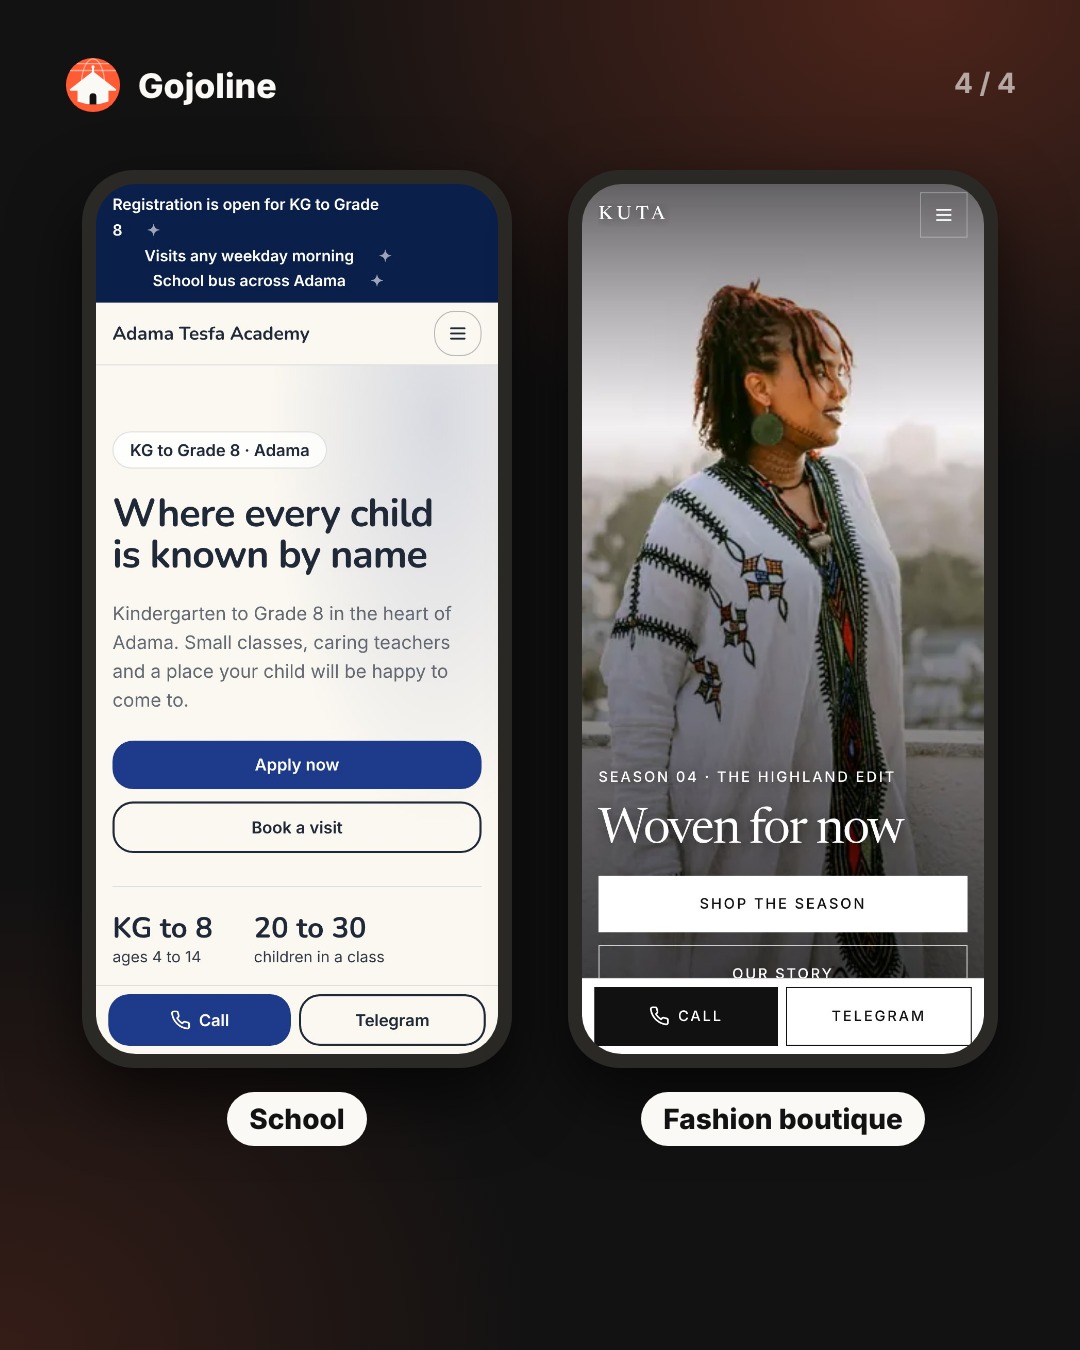 Gojoline
4 / 4
Registration is open for KG to Grade
8 ✦
Visits any weekday morning ✦
School bus across Adama ✦
Adama Tesfa Academy
KG to Grade 8 · Adama
Where every child
is known by name
Kindergarten to Grade 8 in the heart of
Adama. Small classes, caring teachers
and a place your child will be happy to
come to.
Apply now
Book a visit
KG to 8
ages 4 to 14
20 to 30
children in a class
Call
Telegram
School
KUTA
SEASON 04 · THE HIGHLAND EDIT
Woven for now
SHOP THE SEASON
OUR STORY
CALL
TELEGRAM
Fashion boutique